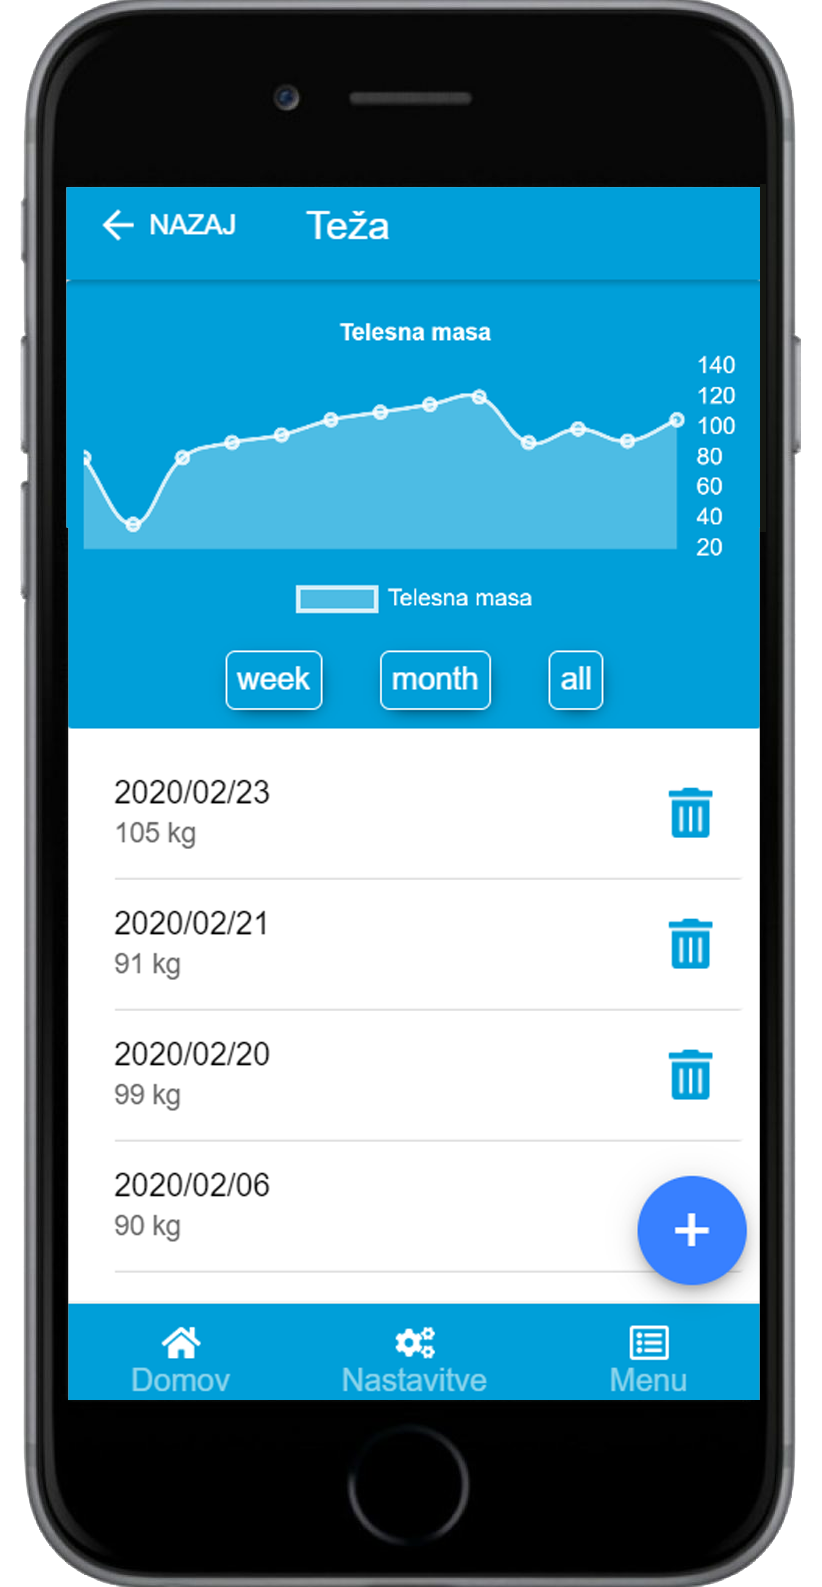 NAZAJ Teža
Telesna masa
140
120
100
80
60
40
20
Telesna masa
week month all
2020/02/23
105 kg
2020/02/21
91 kg
2020/02/20
99 kg
2020/02/06
90 kg
Domov Nastavitve Menu